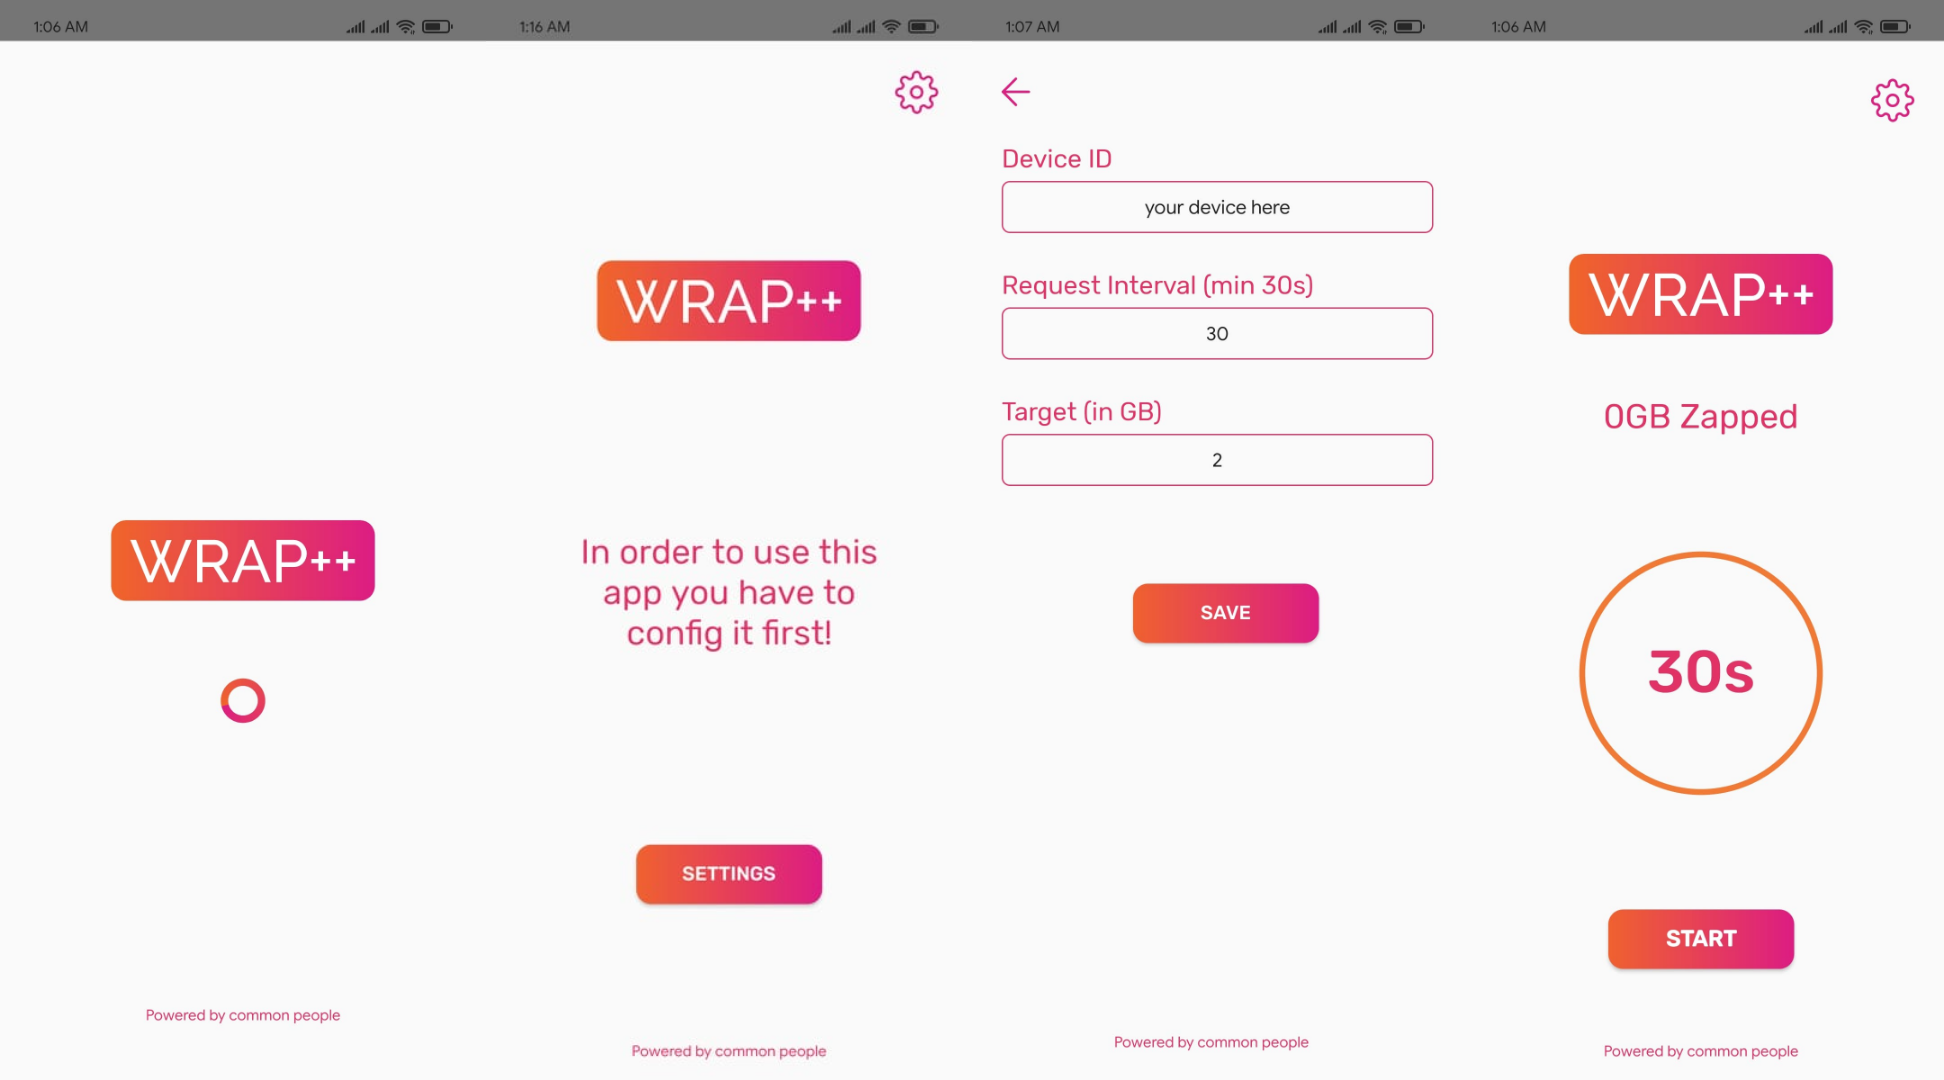 1:06 AM
WRAP++
Powered by common people
1:16 AM
WRAP++
In order to use this
app you have to
config it first!
SETTINGS
Powered by common people
1:07 AM
Device ID
your device here
Request Interval (min 30s)
30
Target (in GB)
2
SAVE
Powered by common people
1:06 AM
WRAP++
0GB Zapped
30s
START
Powered by common people